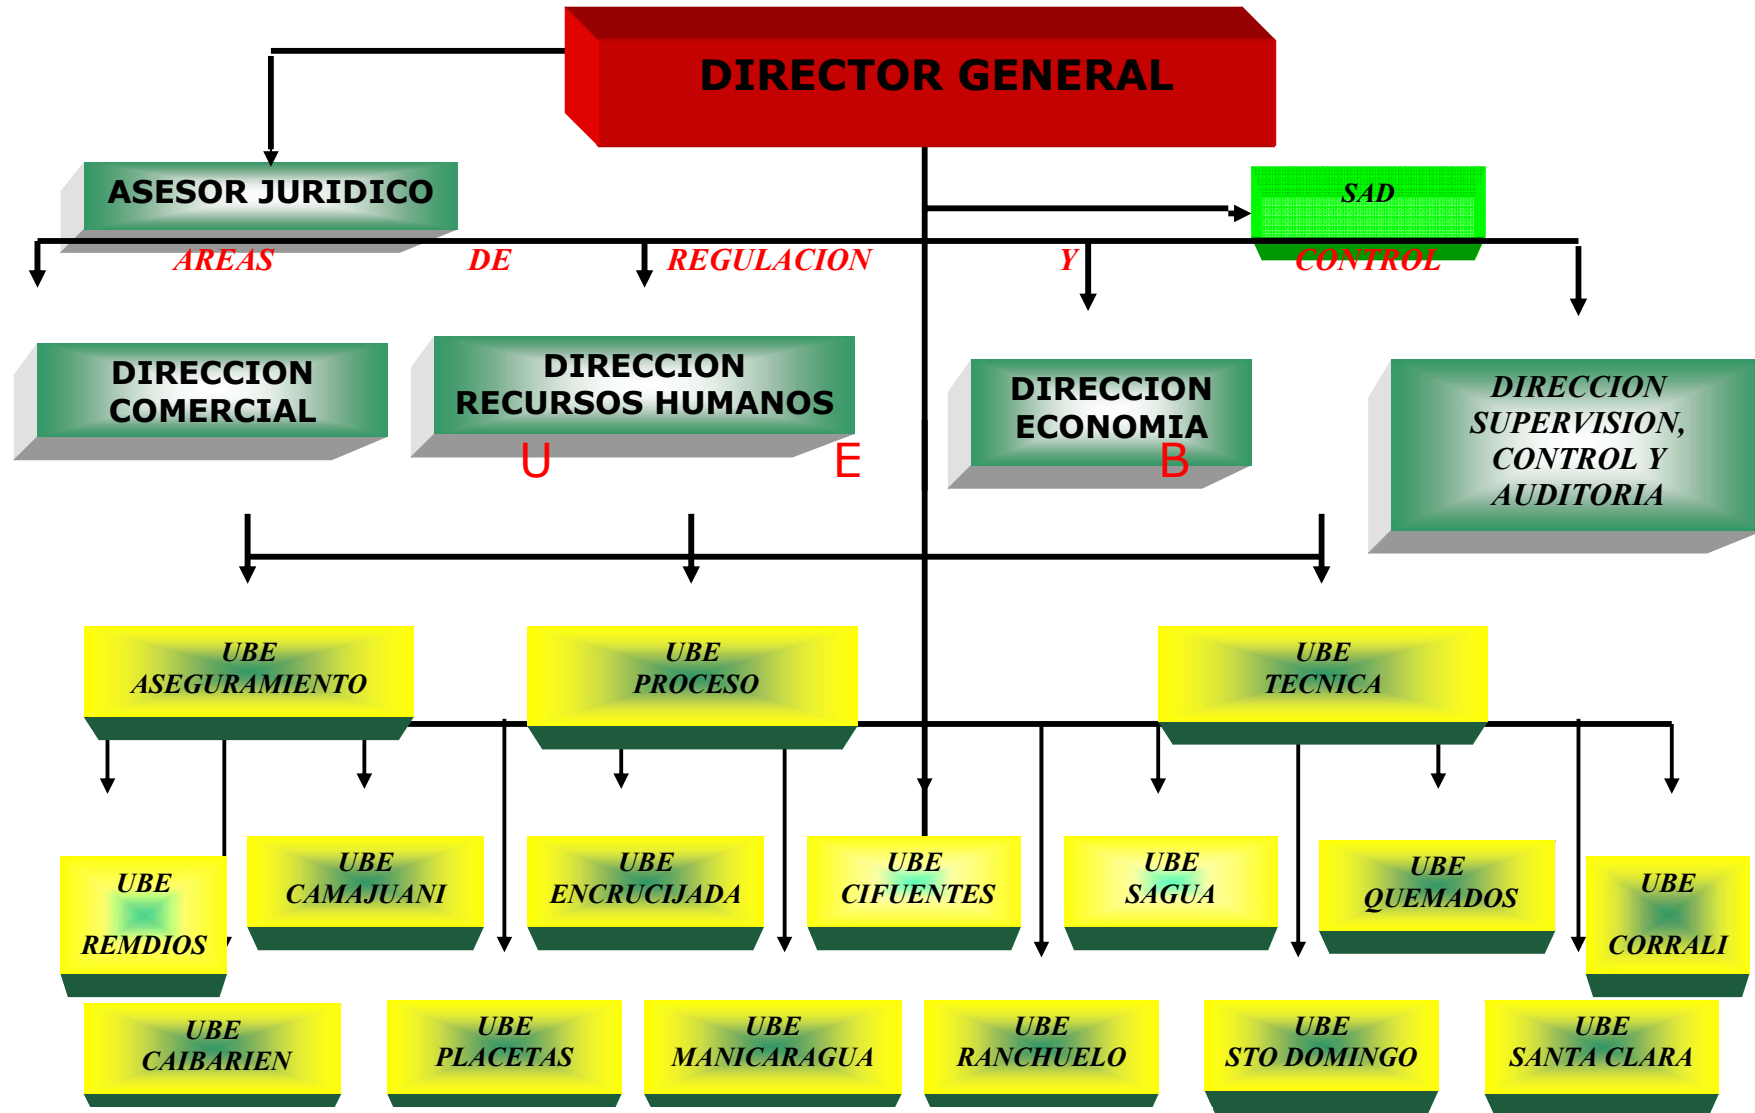 DIRECTOR GENERAL
ASESOR JURIDICO
SAD
AREAS DE REGULACION Y CONTROL
DIRECCION
COMERCIAL
DIRECCION
RECURSOS HUMANOS
DIRECCION
ECONOMIA
DIRECCION
SUPERVISION,
CONTROL Y
AUDITORIA
U E B
UBE
ASEGURAMIENTO
UBE
PROCESO
UBE
TECNICA
UBE
REMDIOS
UBE
CAMAJUANI
UBE
ENCRUCIJADA
UBE
CIFUENTES
UBE
SAGUA
UBE
QUEMADOS
UBE
CORRALI
UBE
CAIBARIEN
UBE
PLACETAS
UBE
MANICARAGUA
UBE
RANCHUELO
UBE
STO DOMINGO
UBE
SANTA CLARA